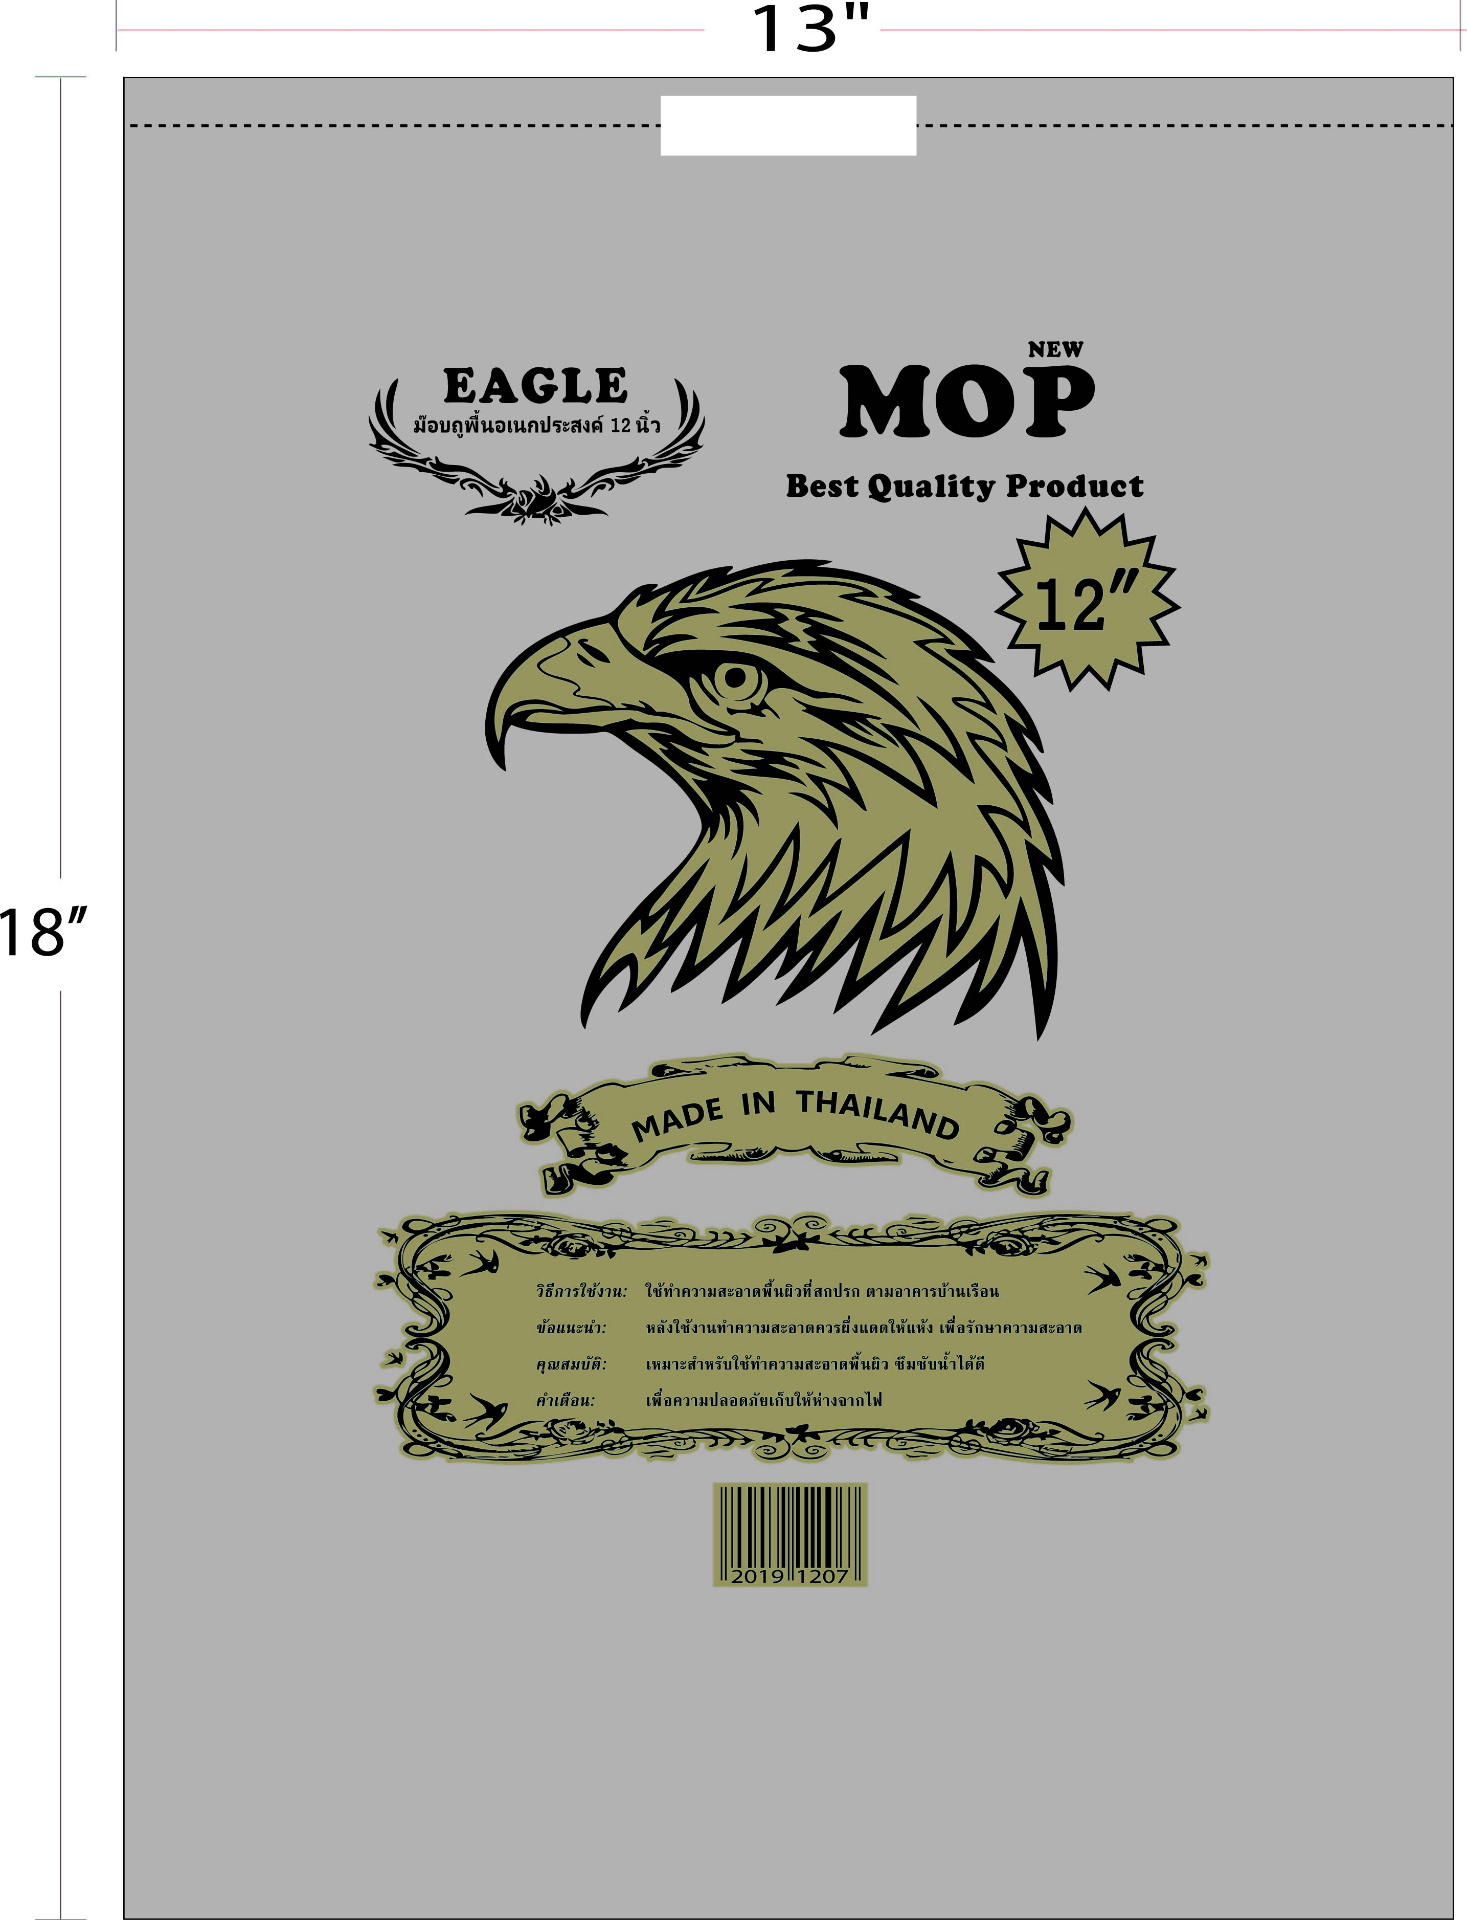 13"
EAGLE
ม๊อบถูพื้นอเนกประสงค์ 12 นิ้ว
NEW
MOP
Best Quality Product
12"
18"
MADE IN THAILAND
วิธีการใช้งาน: ใช้ทำความสะอาดพื้นผิวที่สกปรก ตามอาคารบ้านเรือน
ข้อแนะนำ: หลังใช้งานทำความสะอาดควรผึ่งแดดให้แห้ง เพื่อรักษาความสะอาด
คุณสมบัติ: เหมาะสำหรับใช้ทำความสะอาดพื้นผิว ซึมซับน้ำได้ดี
คำเตือน: เพื่อความปลอดภัยเก็บให้ห่างจากไฟ
2019 1207